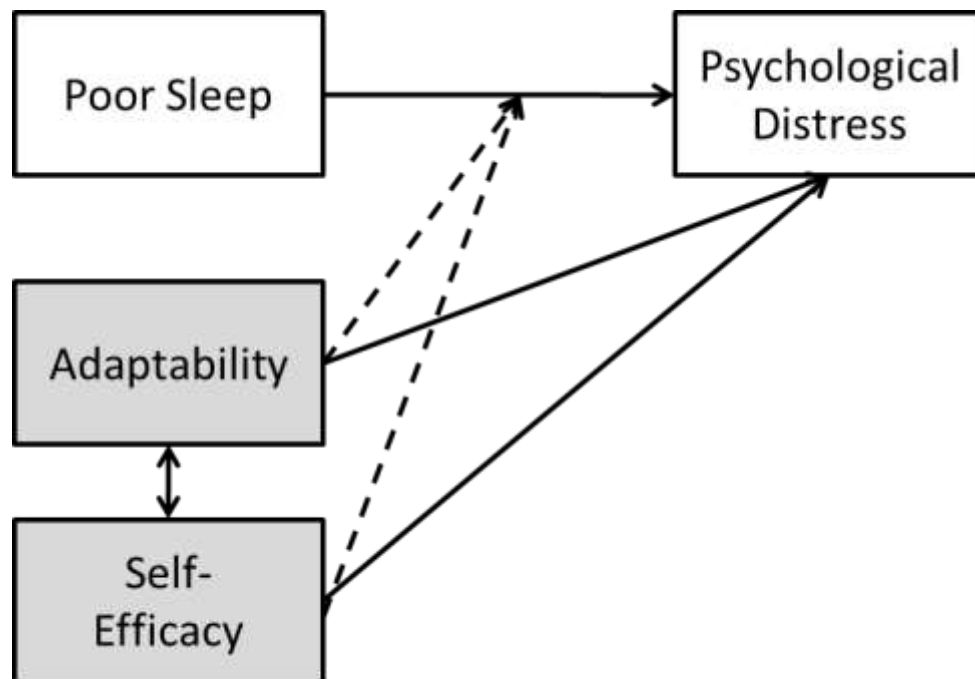 Poor Sleep
Psychological
Distress
Adaptability
Self-
Efficacy